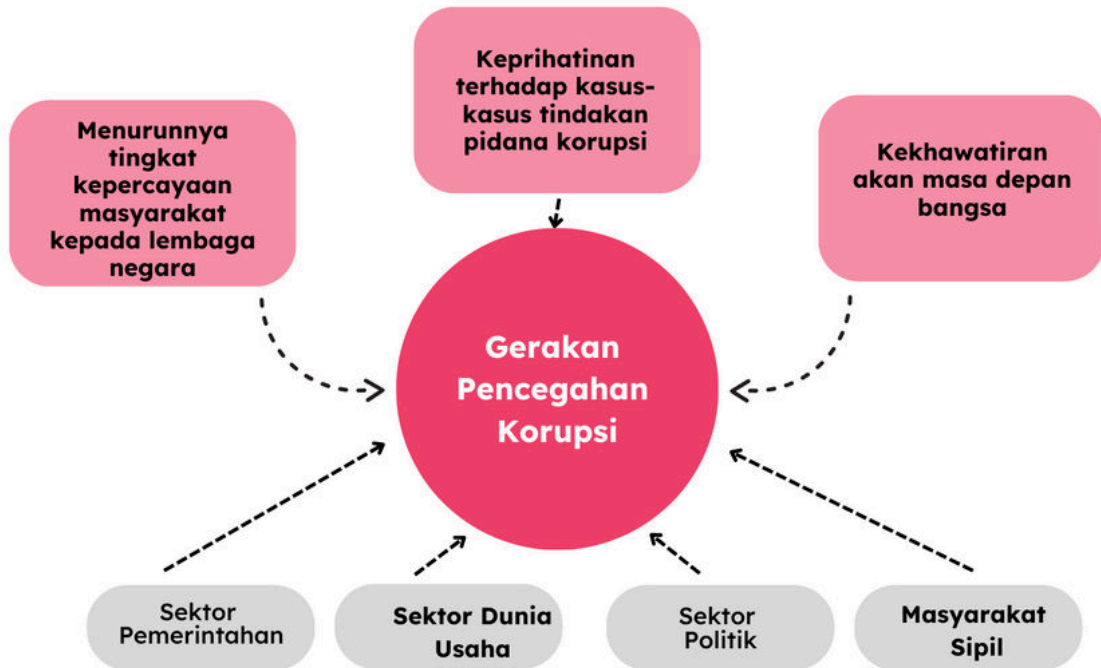 Keprihatinan
terhadap kasus-
kasus tindakan
pidana korupsi
Menurunnya
tingkat
kepercayaan
masyarakat
kepada lembaga
negara
Kekhawatiran
akan masa depan
bangsa
Gerakan
Pencegahan
Korupsi
Sektor
Pemerintahan
Sektor Dunia
Usaha
Sektor
Politik
Masyarakat
Sipil